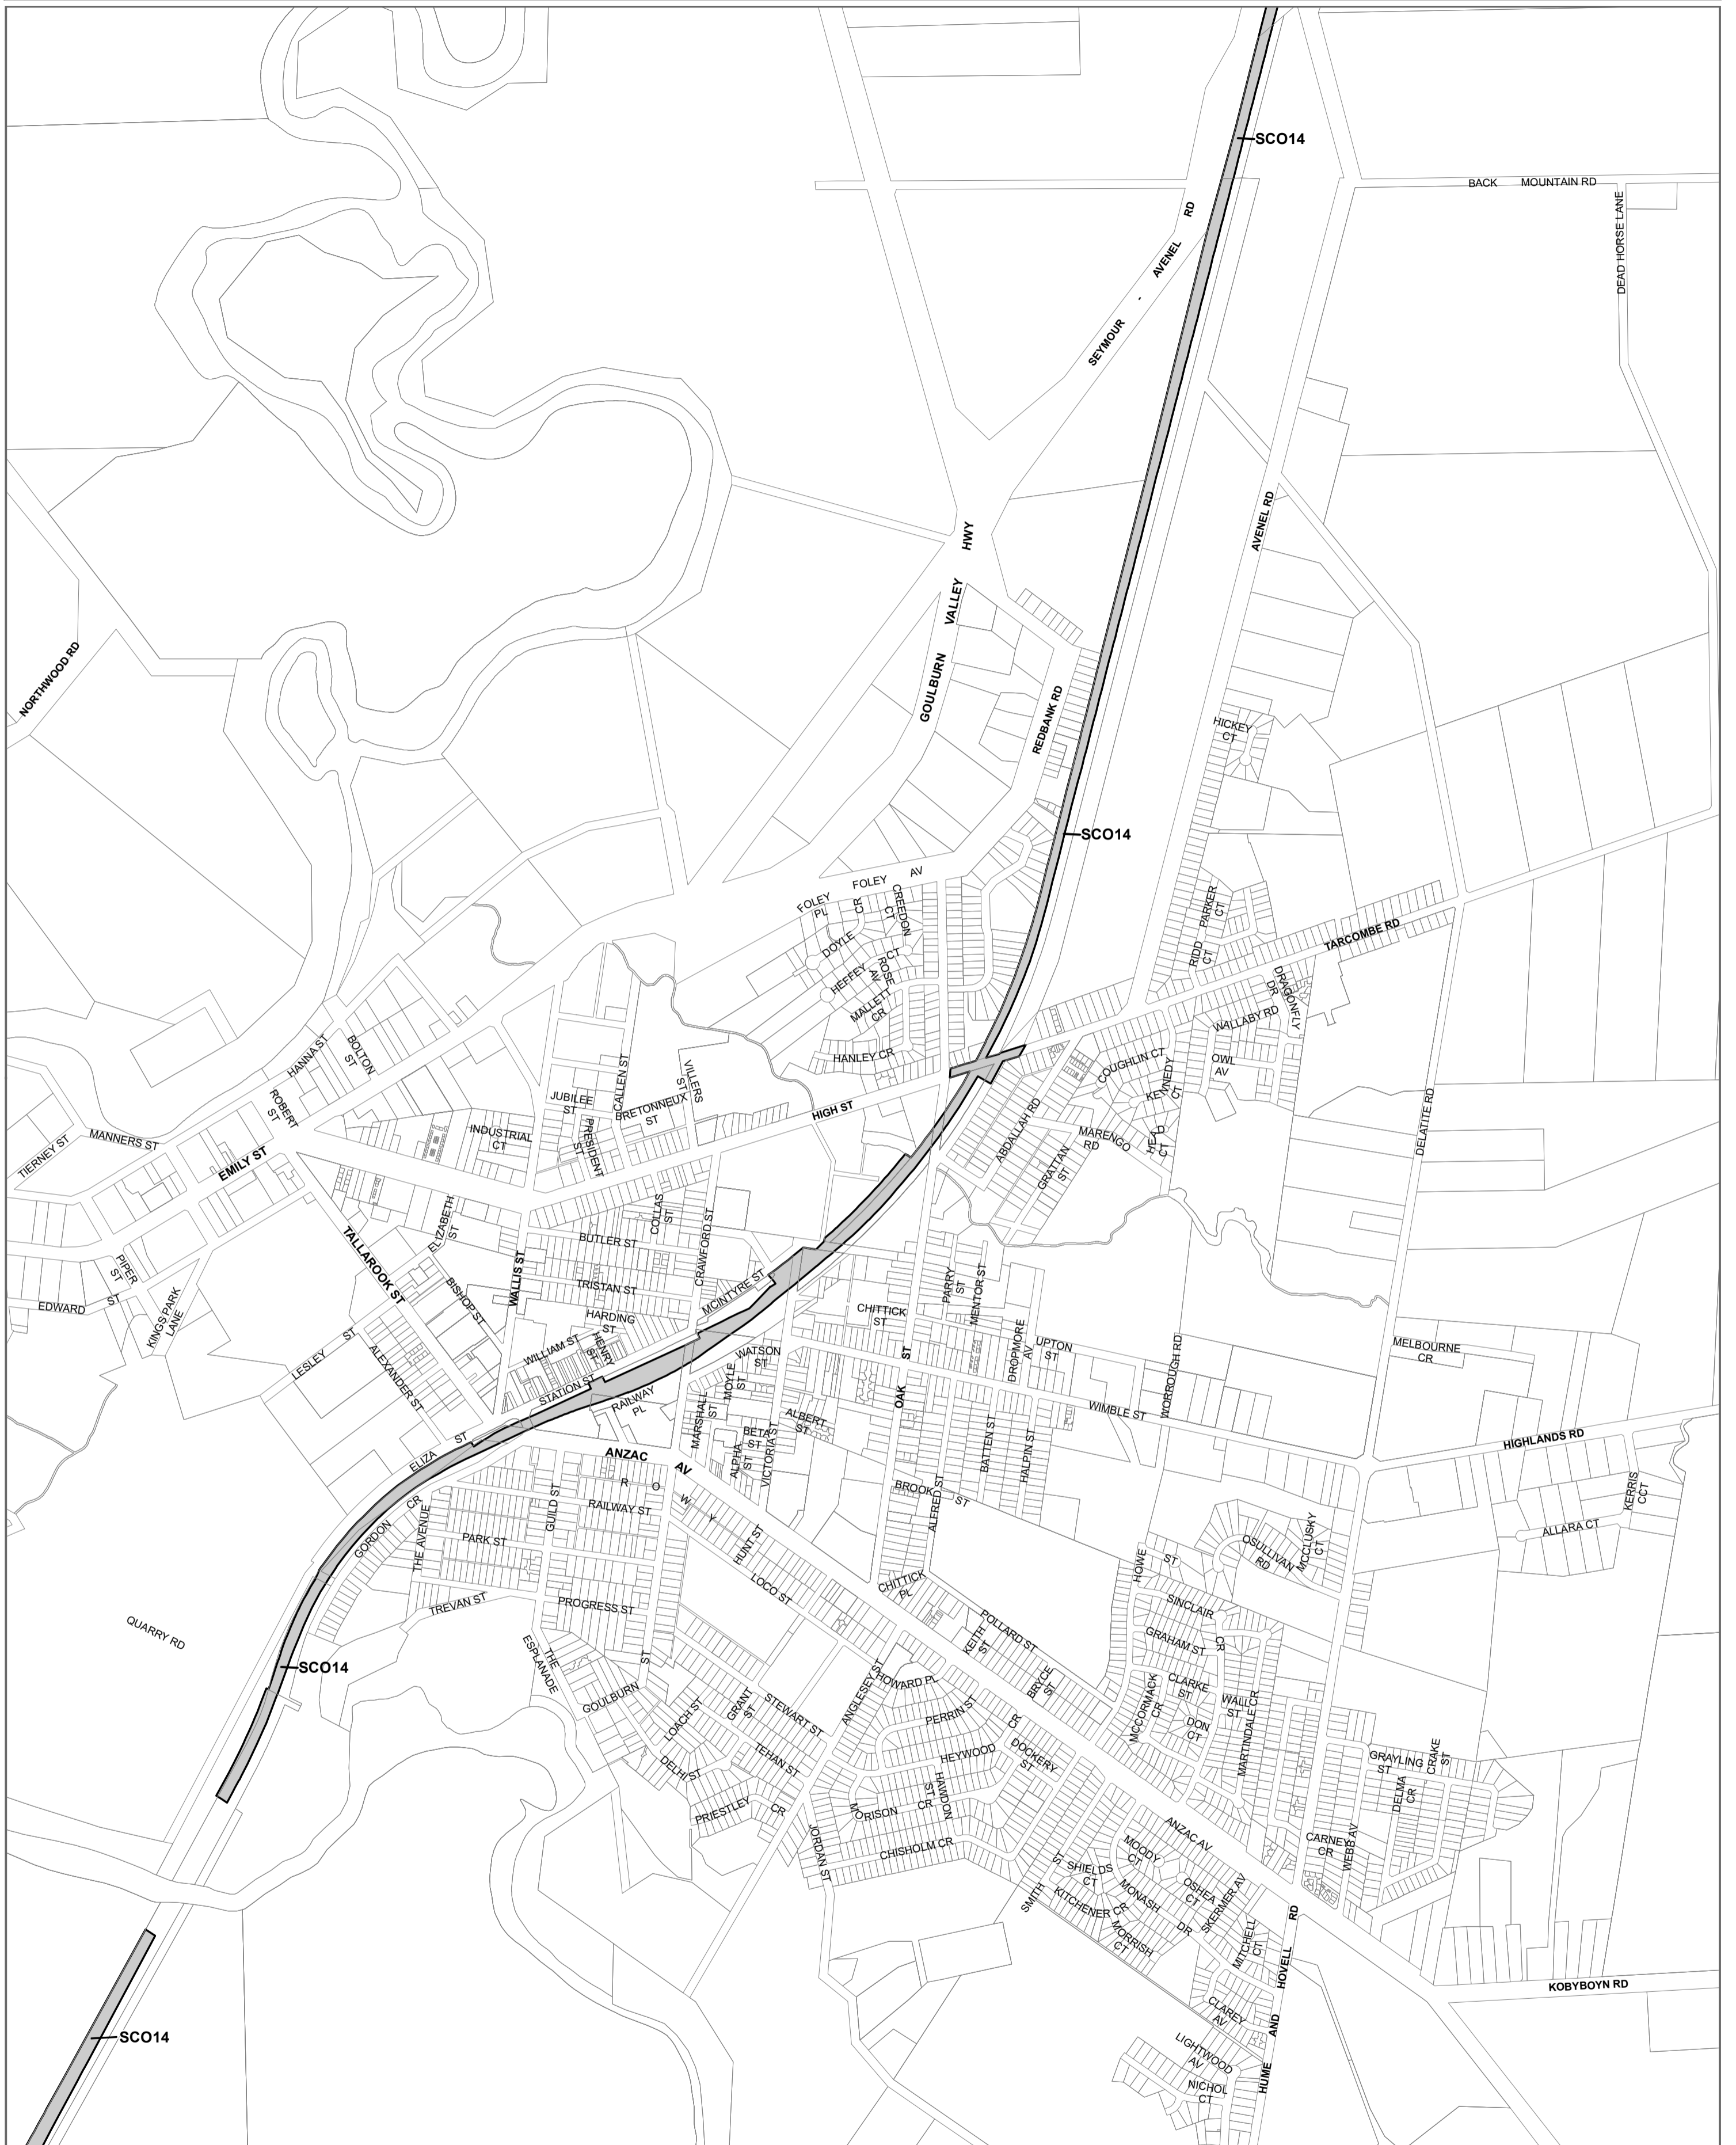 SCO14
BACK MOUNTAIN RD
DEAD HORSE LANE
SEYMOUR - AVENEL RD
AVENEL RD
GOULBURN VALLEY HWY
NORTHWOOD RD
REDBANK RD
HICKEY
CT
SCO14
FOLEY AV
FOLEY
PL
CR
CREEDON
CT
DOYLE
HEFFEY CT
ROSE
AV
MALLETT
CR
HANLEY CR
PARKER
CT
RIDD
CT
TARCOMBE RD
DRAGONFLY
DR
WALLABY RD
OWL
AV
COUGHLIN CT
KENNEDY
CT
HEAD
CT
MARENGO
RD
ABDALLAH RD
GRATTAN
ST
DELATITE RD
HANNA ST
BOLTON
ST
ROBERT
ST
MANNERS ST
TIERNEY ST
EMILY ST
INDUSTRIAL
CT
JUBILEE
ST
CALLEN ST
VILLERS
ST
BRETONNEUX
ST
PRESIDENT
ST
HIGH ST
ELIZABETH
ST
COLLAS
ST
CRAWFORD ST
BUTLER ST
TALLAROOK ST
WALLIS ST
BISHOP ST
TRISTAN ST
MCINTYRE ST
HARDING
ST
HENRY
ST
WILLIAM ST
STATION ST
PIPER
ST
EDWARD ST
KINGS PARK
LANE
LESLEY ST
ALEXANDER ST
ELIZA ST
RAILWAY
PL
WATSON
ST
MOYLE
ST
MARSHALL
ST
BETA
ST
ALPHA
ST
VICTORIA ST
ALBERT
ST
CHITTICK
ST
PARRY
ST
MENTOR ST
DROPMORE
AV
UPTON
ST
OAK ST
WIMBLE ST
WORROUGH RD
MELBOURNE
CR
HIGHLANDS RD
KERRIS
CCT
ALLARA CT
BATTEN ST
HALPIN ST
BROOK ST
ALFRED ST
ANZAC AV
R O W Y
RAILWAY ST
GUILD ST
PARK ST
THE AVENUE
GORDON CR
TREVAN ST
PROGRESS ST
THE
ESPLANADE
GOULBURN ST
HUNT ST
LOCO ST
CHITTICK
PL
POLLARD ST
KEITH
ST
BRYCE
ST
HOWE ST
OSULLIVAN
RD
MCCLUSKY
CT
SINCLAIR CR
GRAHAM ST
CLARKE
ST
MCCORMACK
CR
WALL
ST
DON
CT
MARTINDALE CR
QUARRY RD
SCO14
LOACH ST
GRANT
ST
STEWART ST
TEHAN ST
DELHI ST
PRIESTLEY CR
ANGLESEY ST
HOWARD PL
PERRIN ST
HEYWOOD CR
DOCKERY
ST
HAWDON
ST
MORISON CR
CHISHOLM CR
JORDAN ST
SMITH ST
SHIELDS
CT
MOODY
CT
ANZAC AV
OSHEA
CT
SKERMER AV
MONASH DR
KITCHENER CR
MORRISH
CT
MITCHELL
CT
CLAREY
AV
LIGHTWOOD
AV
NICHOL
CT
HUME AND HOVELL RD
CARNEY
CR
WEBB AV
GRAYLING
ST
CRAKE
ST
DELMA
CR
KOBYBOYN RD
SCO14